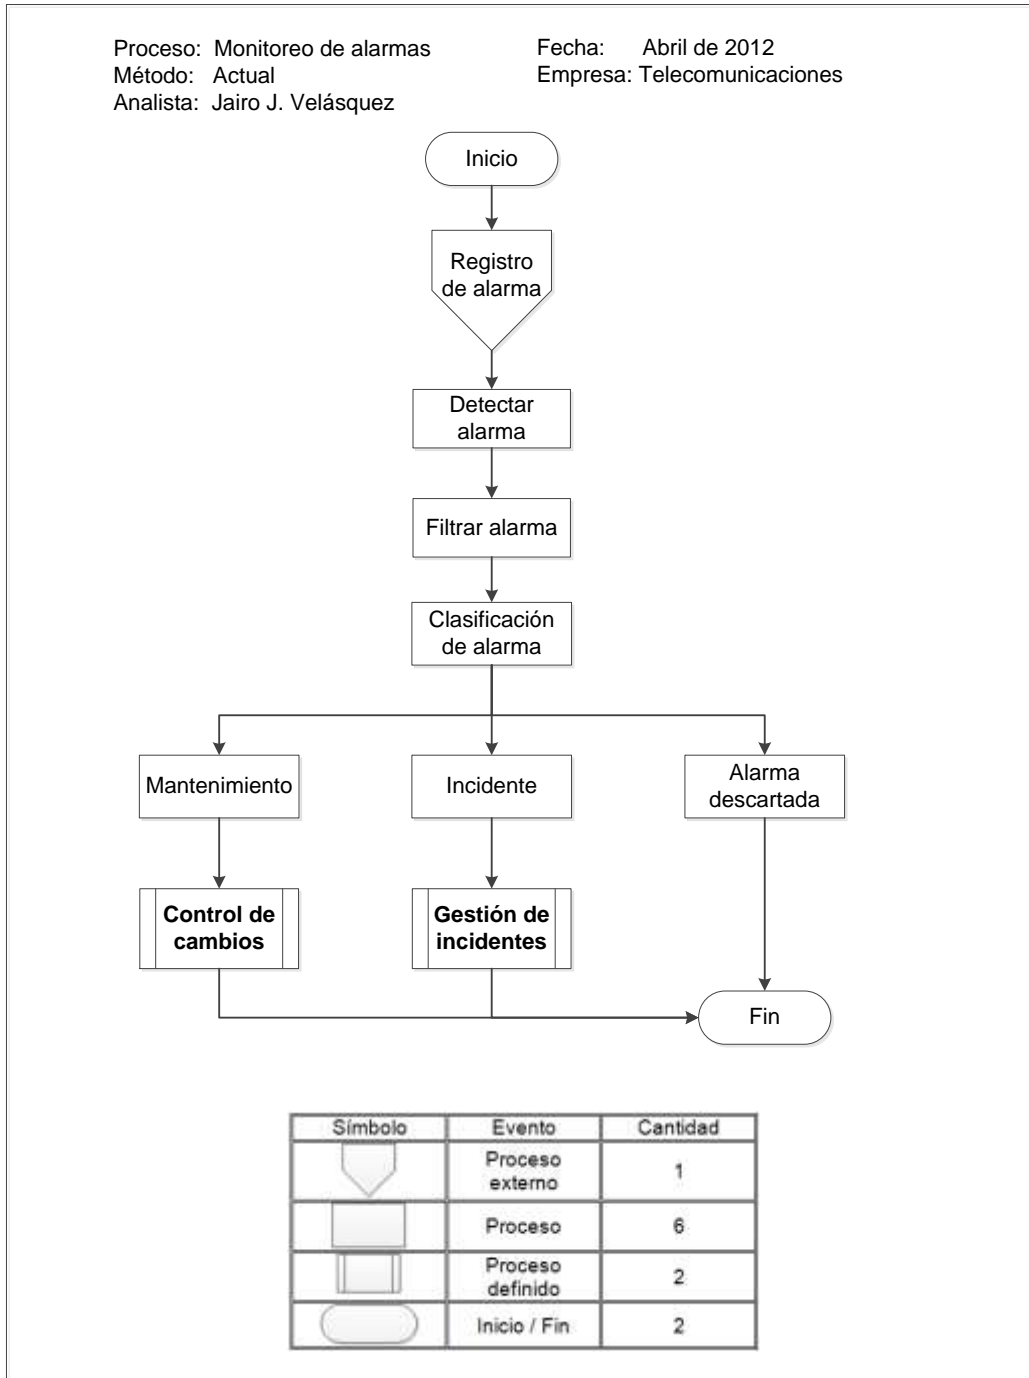 Proceso: Monitoreo de alarmas
Fecha: Abril de 2012
Método: Actual
Empresa: Telecomunicaciones
Analista: Jairo J. Velásquez
Inicio
Registro
de alarma
Detectar
alarma
Filtrar alarma
Clasificación
de alarma
Mantenimiento
Incidente
Alarma
descartada
Control de
cambios
Gestión de
incidentes
Fin
Símbolo Evento Cantidad
Proceso
externo
1
Proceso 6
Proceso
definido
2
Inicio / Fin 2